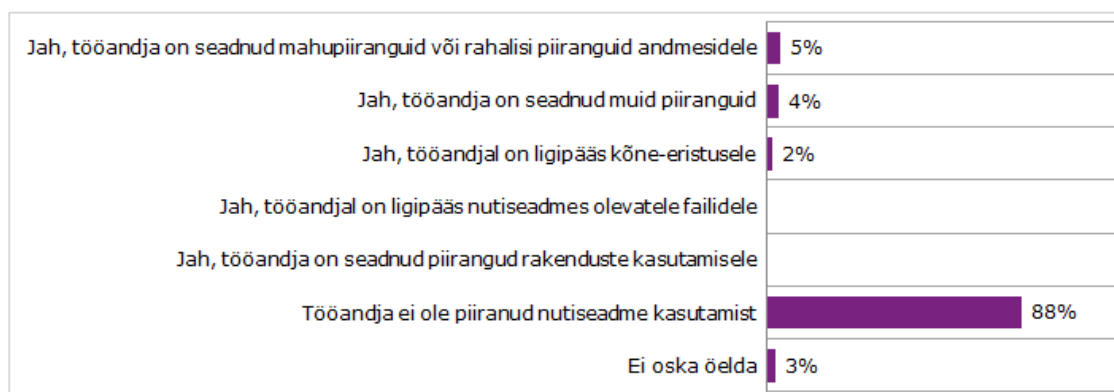 Jah, tööandja on seadnud mahupiiranguid või rahalisi piiranguid andmesidele 5%
Jah, tööandja on seadnud muid piiranguid 4%
Jah, tööandjal on ligipääs kõne-eristusele 2%
Jah, tööandjal on ligipääs nutiseadmes olevatele failidele
Jah, tööandja on seadnud piirangud rakenduste kasutamisele
Tööandja ei ole piiranud nutiseadme kasutamist 88%
Ei oska öelda 3%